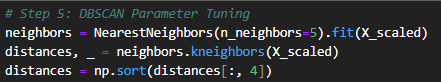 # Step 5: DBSCAN Parameter Tuning
neighbors = NearestNeighbors(n_neighbors=5).fit(X_scaled)
distances, _ = neighbors.kneighbors(X_scaled)
distances = np.sort(distances[:, 4])